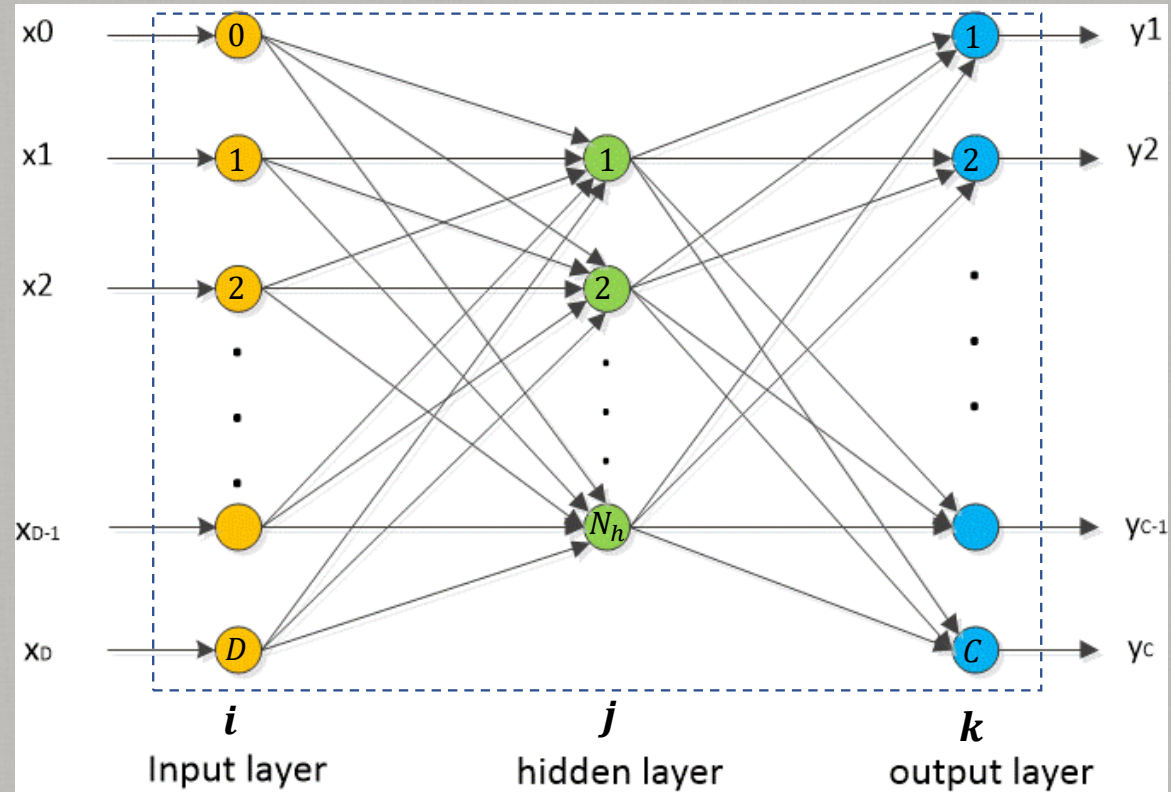 x0 0 1 y1
x1 1 1 2 y2
x2 2 2
xD-1 Nh yC-1
xD D C yC
i j k
Input layer hidden layer output layer